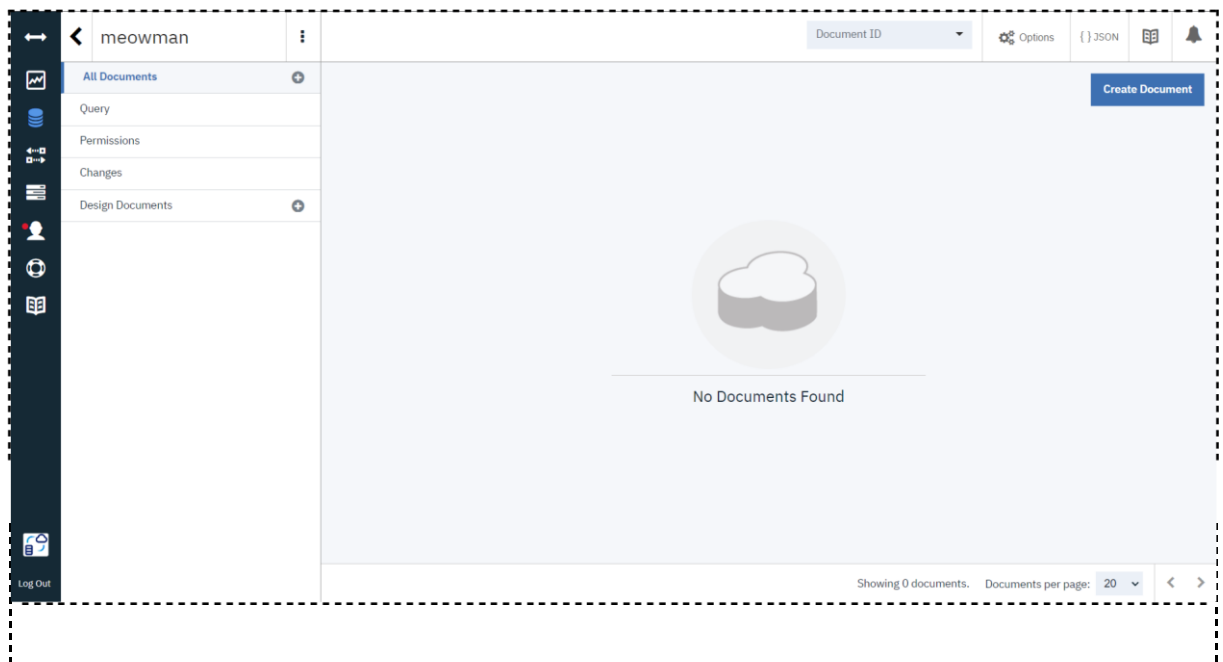 meowman
Document ID
Options
{ } JSON
All Documents
Create Document
Query
Permissions
Changes
Design Documents
No Documents Found
Log Out
Showing 0 documents. Documents per page: 20